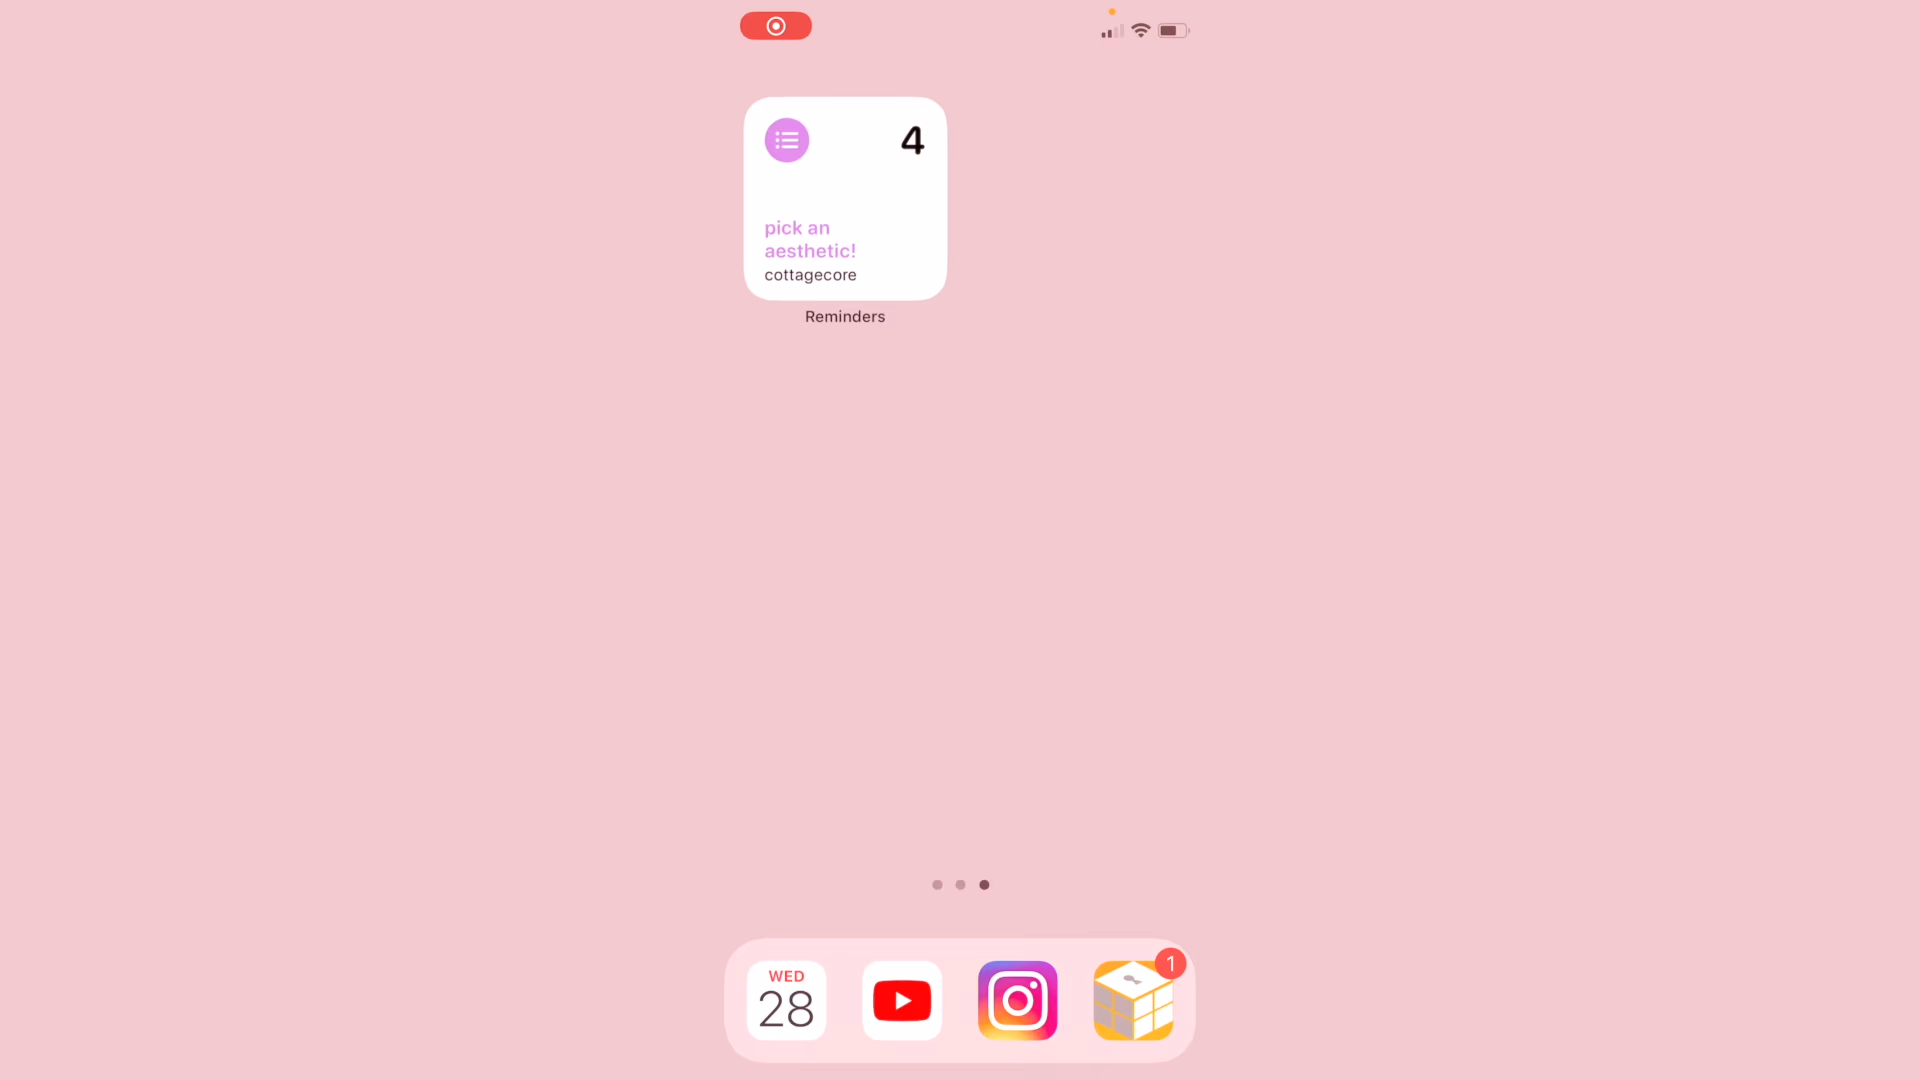 4
pick an
aesthetic!
cottagecore
Reminders
WED
28
1